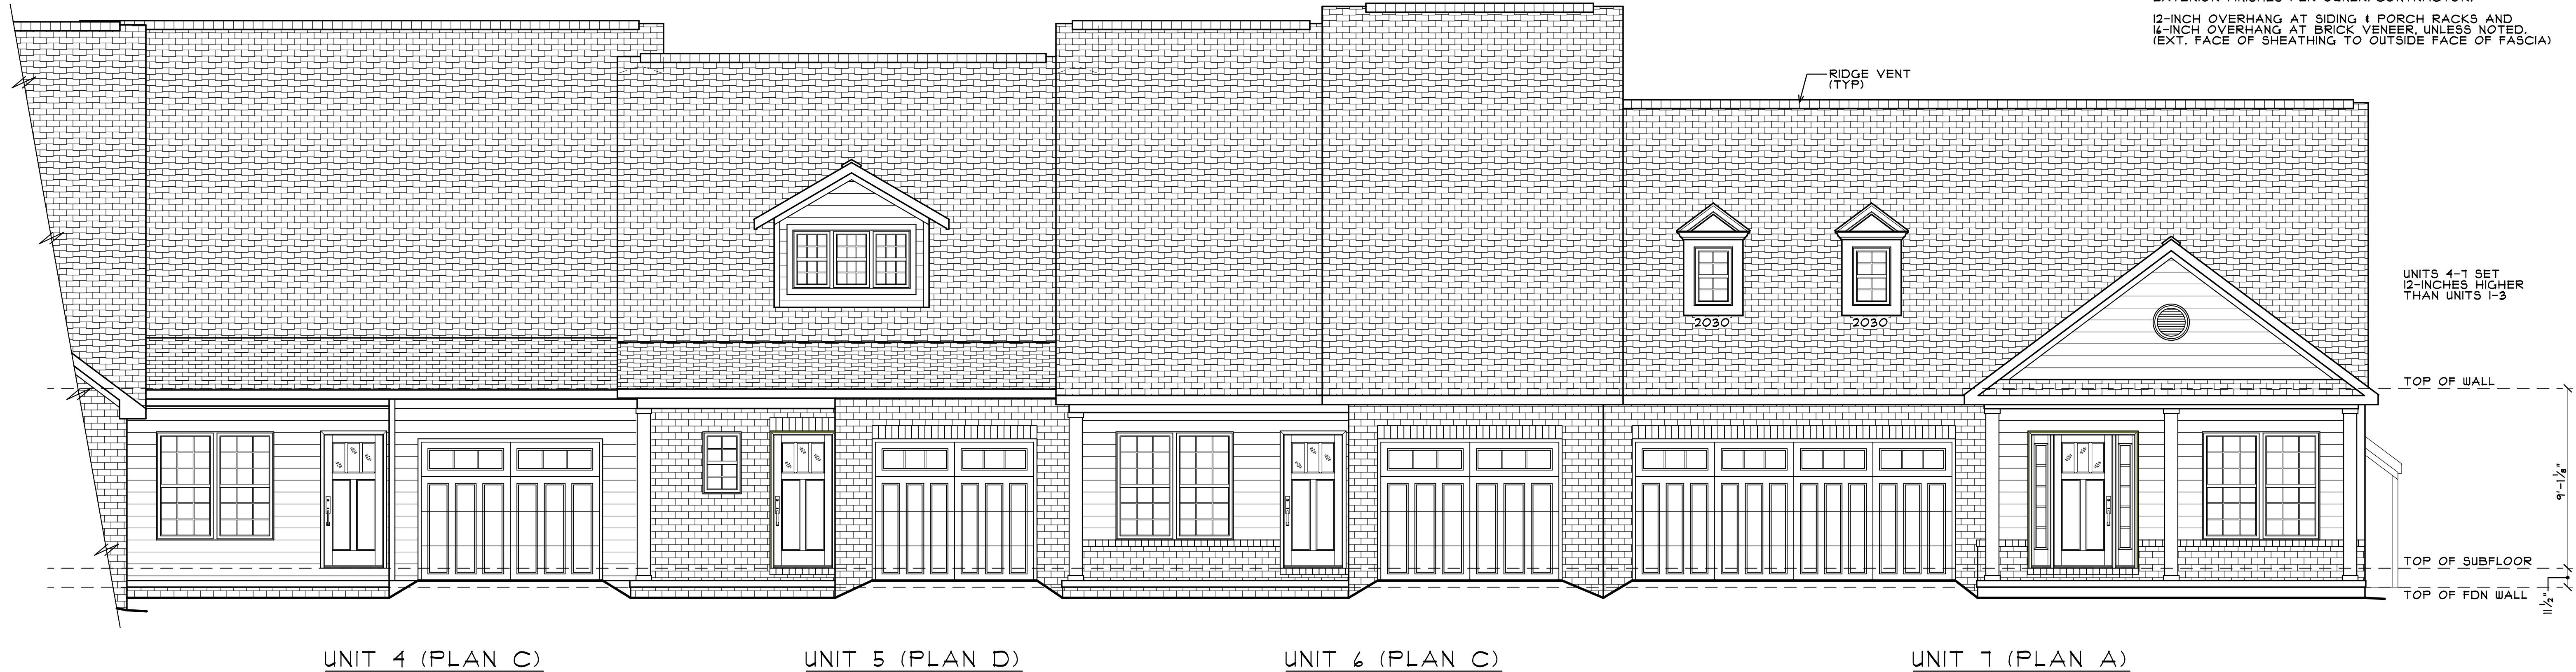 12-INCH OVERHANG AT SIDING & PORCH RACKS AND
16-INCH OVERHANG AT BRICK VENEER, UNLESS NOTED.
(EXT. FACE OF SHEATHING TO OUTSIDE FACE OF FASCIA)
RIDGE VENT
(TYP)
UNITS 4-7 SET
12-INCHES HIGHER
THAN UNITS 1-3
2030
2030
TOP OF WALL
9'-1 1/8"
TOP OF SUBFLOOR
TOP OF FDN WALL
11 1/2"
UNIT 4 (PLAN C)
UNIT 5 (PLAN D)
UNIT 6 (PLAN C)
UNIT 7 (PLAN A)